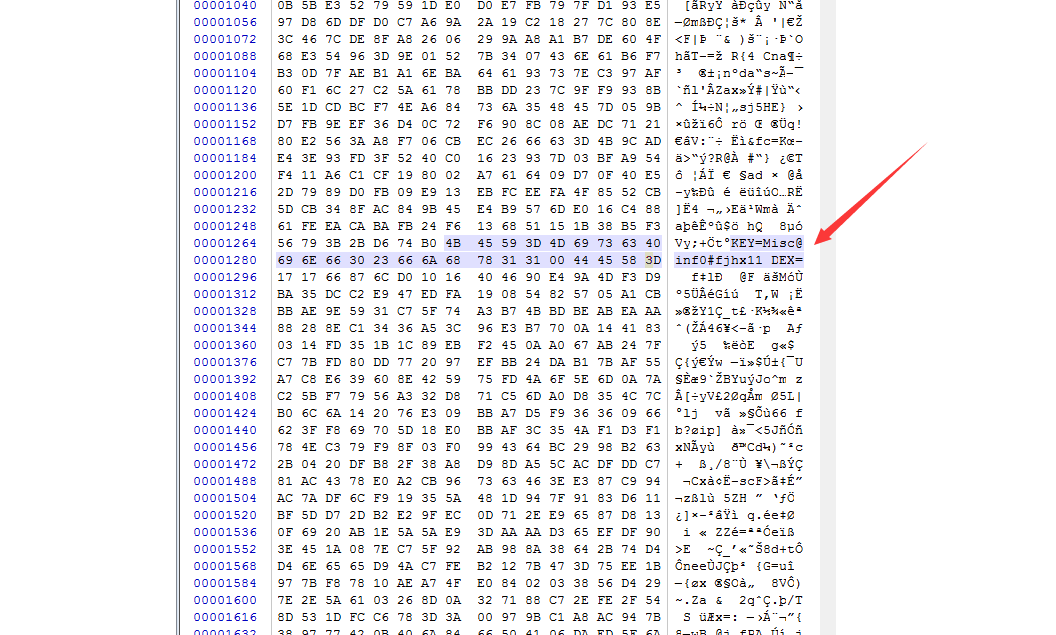 00001040 0B 5B E3 52 79 59 1D E0 D0 E7 FB 79 7F D1 93 E5 [ãRyY àÐçûy Ñ“å
00001056 97 D8 6D DF D0 C7 A6 9A 2A 19 C2 18 27 7C 80 8E —ØmßÐÇ¦š* Â '|€Ž
00001072 3C 46 7C DE 8F A8 26 06 29 9A A8 A1 B7 DE 60 4F <F|Þ ¨& )š¨¡·Þ`O
00001088 68 E3 54 96 3D 9E 01 52 7B 34 07 43 6E 61 B6 F7 hãT–=ž R{4 Cna¶÷
00001104 B3 0D 7F AE B1 A1 6E BA 64 61 93 73 7E C3 97 AF ³ ®±¡nºda“s~Ã—¯
00001120 60 F1 6C 27 C2 5A 61 78 BB DD 23 7C 9F F9 93 8B `ñl'ÂZax»Ý#|Ÿù“‹
00001136 5E 1D CD BC F7 4E A6 84 73 6A 35 48 45 7D 05 9B ^ Í¼÷N¦„sj5HE} ›
00001152 D7 FB 9E EF 36 D4 0C 72 F6 90 8C 08 AE DC 71 21 ×ûžï6Ô rö Œ ®Üq!
00001168 80 E2 56 3A A8 F7 06 CB EC 26 66 63 3D 4B 9C AD €âV:¨÷ Ëì&fc=Kœ-
00001184 E4 3E 93 FD 3F 52 40 C0 16 23 93 7D 03 BF A9 54 ä>“ý?R@À #“} ¿©T
00001200 F4 11 A6 C1 CF 19 80 02 A7 61 64 09 D7 0F 40 E5 ô ¦ÁÏ € §ad × @å
00001216 2D 79 89 D0 FB 09 E9 13 EB FC EE FA 4F 85 52 CB -y‰Ðû é ëüîúO…RË
00001232 5D CB 34 8F AC 84 9B 45 E4 B9 57 6D E0 16 C4 88 ]Ë4 ¬„›Eä¹Wmà Äˆ
00001248 61 FE EA CA BA FB 24 F6 13 68 51 15 1B 38 B5 F3 aþêÊºû$ö hQ 8µó
00001264 56 79 3B 2B D6 74 B0 4B 45 59 3D 4D 69 73 63 40 Vy;+Öt°KEY=Misc@
00001280 69 6E 66 30 23 66 6A 68 78 31 31 00 44 45 58 3D inf0#fjhx11 DEX=
00001296 17 17 66 87 6C D0 10 16 40 46 90 E4 9A 4D F3 D9 f‡lÐ @F äšMóÙ
00001312 BA 35 DC C2 E9 47 ED FA 19 08 54 82 57 05 A1 CB º5ÜÂéGíú T‚W ¡Ë
00001328 BB AE 9E 59 31 C7 5F 74 A3 B7 4B BD BE AB EA AA »®žY1Ç_t£·K½¾«êª
00001344 88 28 8E C1 34 36 A5 3C 96 E3 B7 70 0A 14 41 83 ˆ(ŽÁ46¥<–ã·p Aƒ
00001360 03 14 FD 35 1B 1C 89 EB F2 45 0A A0 67 AB 24 7F ý5 ‰ëòE g«$
00001376 C7 7B FD 80 DD 77 20 97 EF BB 24 DA B1 7B AF 55 Ç{ý€Ýw —ï»$Ú±{¯U
00001392 A7 C8 E6 39 60 8E 42 59 75 FD 4A 6F 5E 6D 0A 7A §Èæ9`ŽBYuýJo^m z
00001408 C2 5B F7 79 56 A3 32 D8 71 C5 6D A0 D8 35 4C 7C Â[÷yV£2ØqÅm Ø5L|
00001424 B0 6C 6A 14 20 76 E3 09 BB A7 D5 F9 36 36 09 66 °lj vã »§Õù66 f
00001440 62 3F F8 69 70 5D 18 E0 BB AF 3C 35 4A F1 D3 F1 b?øip] à»¯<5JñÓñ
00001456 78 4E C3 79 F9 8F 03 F0 99 43 64 BC 29 98 B2 63 xNÃyù ð™Cd¼)˜²c
00001472 2B 04 20 DF B8 2F 38 A8 D9 8D A5 5C AC DF DD C7 + ß¸/8¨Ù ¥\¬ßÝÇ
00001488 81 AC 43 78 E0 A2 CB 96 73 63 46 3E E3 87 C9 94 ¬Cxà¢Ë–scF>ã‡É”
00001504 AC 7A DF 6C F9 19 35 5A 48 1D 94 7F 91 83 D6 11 ¬zßlù 5ZH ” ‘ƒÖ
00001520 BF 5D D7 2D B2 E2 9F EC 0D 71 2E E9 65 87 D8 13 ¿]×-²âŸì q.ée‡Ø
00001536 0F 69 20 AB 1E 5A 5A E9 3D AA AA D3 65 EF DF 90 i « ZZé=ªªÓeïß
00001552 3E 45 1A 08 7E C7 5F 92 AB 98 8A 38 64 2B 74 D4 >E ~Ç_’«˜Š8d+tÔ
00001568 D4 6E 65 65 D9 4A C7 FE B2 12 7B 47 3D 75 EE 1B ÔneeÙJÇþ² {G=uî
00001584 97 7B F8 78 10 AE A7 4F E0 84 02 03 38 56 D4 29 —{øx ®§Oà„ 8VÔ)
00001600 7E 2E 5A 61 03 26 8D 0A 32 71 88 C7 2E FE 2F 54 ~.Za & 2qˆÇ.þ/T
00001616 8D 53 1D FC C6 78 3D 3A 00 97 9B C1 A8 AC 94 7B S üÆx=: —›Á¨¬”{
00001632 38 97 77 42 0B 40 6A 84 66 50 41 06 DA ED 5F 6A